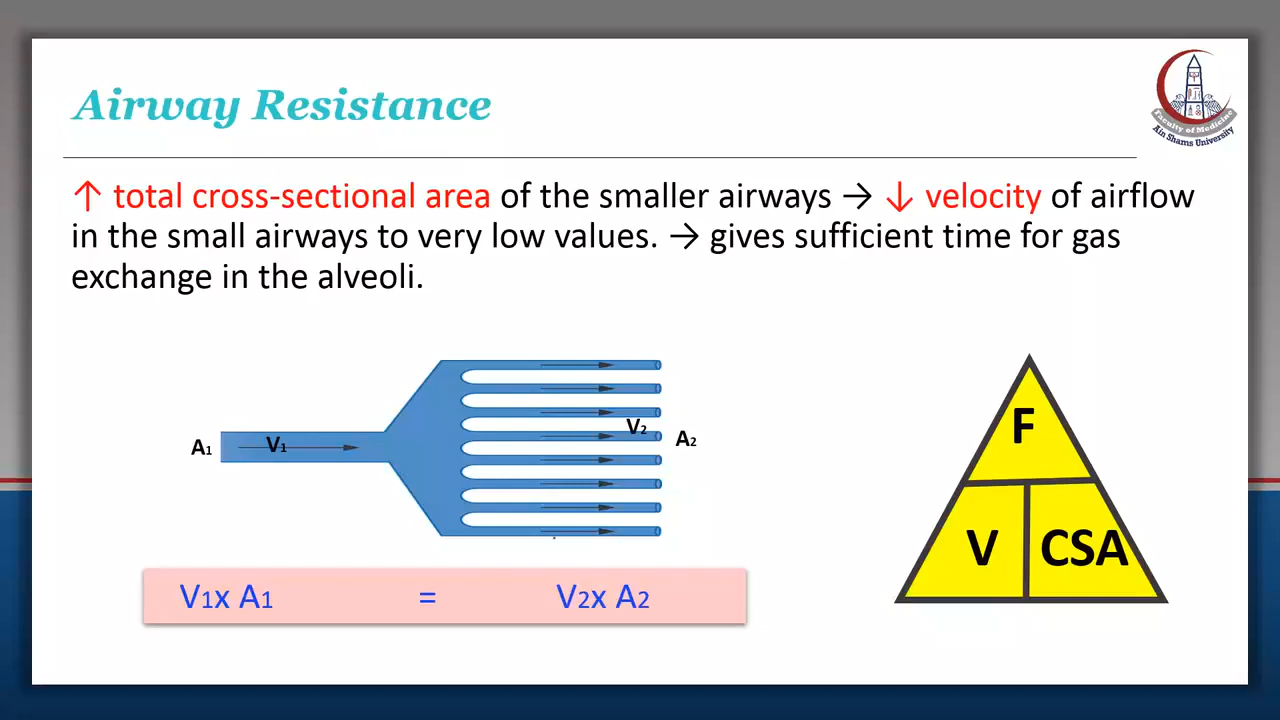 Airway Resistance
Faculty of Medicine
Ain Shams University
↑ total cross-sectional area of the smaller airways → ↓ velocity of airflow
in the small airways to very low values. → gives sufficient time for gas
exchange in the alveoli.
A1 V1
V2 A2
F
V CSA
V1x A1 = V2x A2